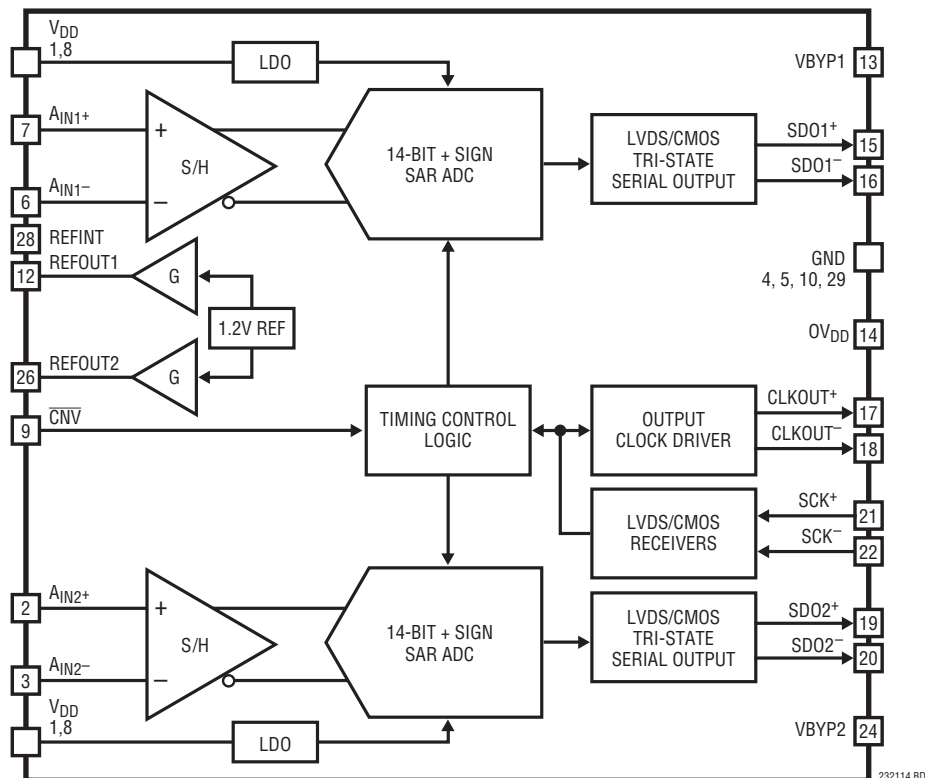 VDD
1,8
LDO
VBYP1
13
7
AIN1+
+
S/H
14-BIT + SIGN
SAR ADC
LVDS/CMOS
TRI-STATE
SERIAL OUTPUT
SDO1+
15
SDO1–
16
6
AIN1–
–
28
REFINT
12
REFOUT1
G
1.2V REF
GND
4, 5, 10, 29
OVDD
14
26
REFOUT2
G
9
CNV
TIMING CONTROL
LOGIC
OUTPUT
CLOCK DRIVER
CLKOUT+
17
CLKOUT–
18
LVDS/CMOS
RECEIVERS
SCK+
21
SCK–
22
2
AIN2+
+
S/H
14-BIT + SIGN
SAR ADC
LVDS/CMOS
TRI-STATE
SERIAL OUTPUT
SDO2+
19
SDO2–
20
3
AIN2–
–
VDD
1,8
LDO
VBYP2
24
232114 BD